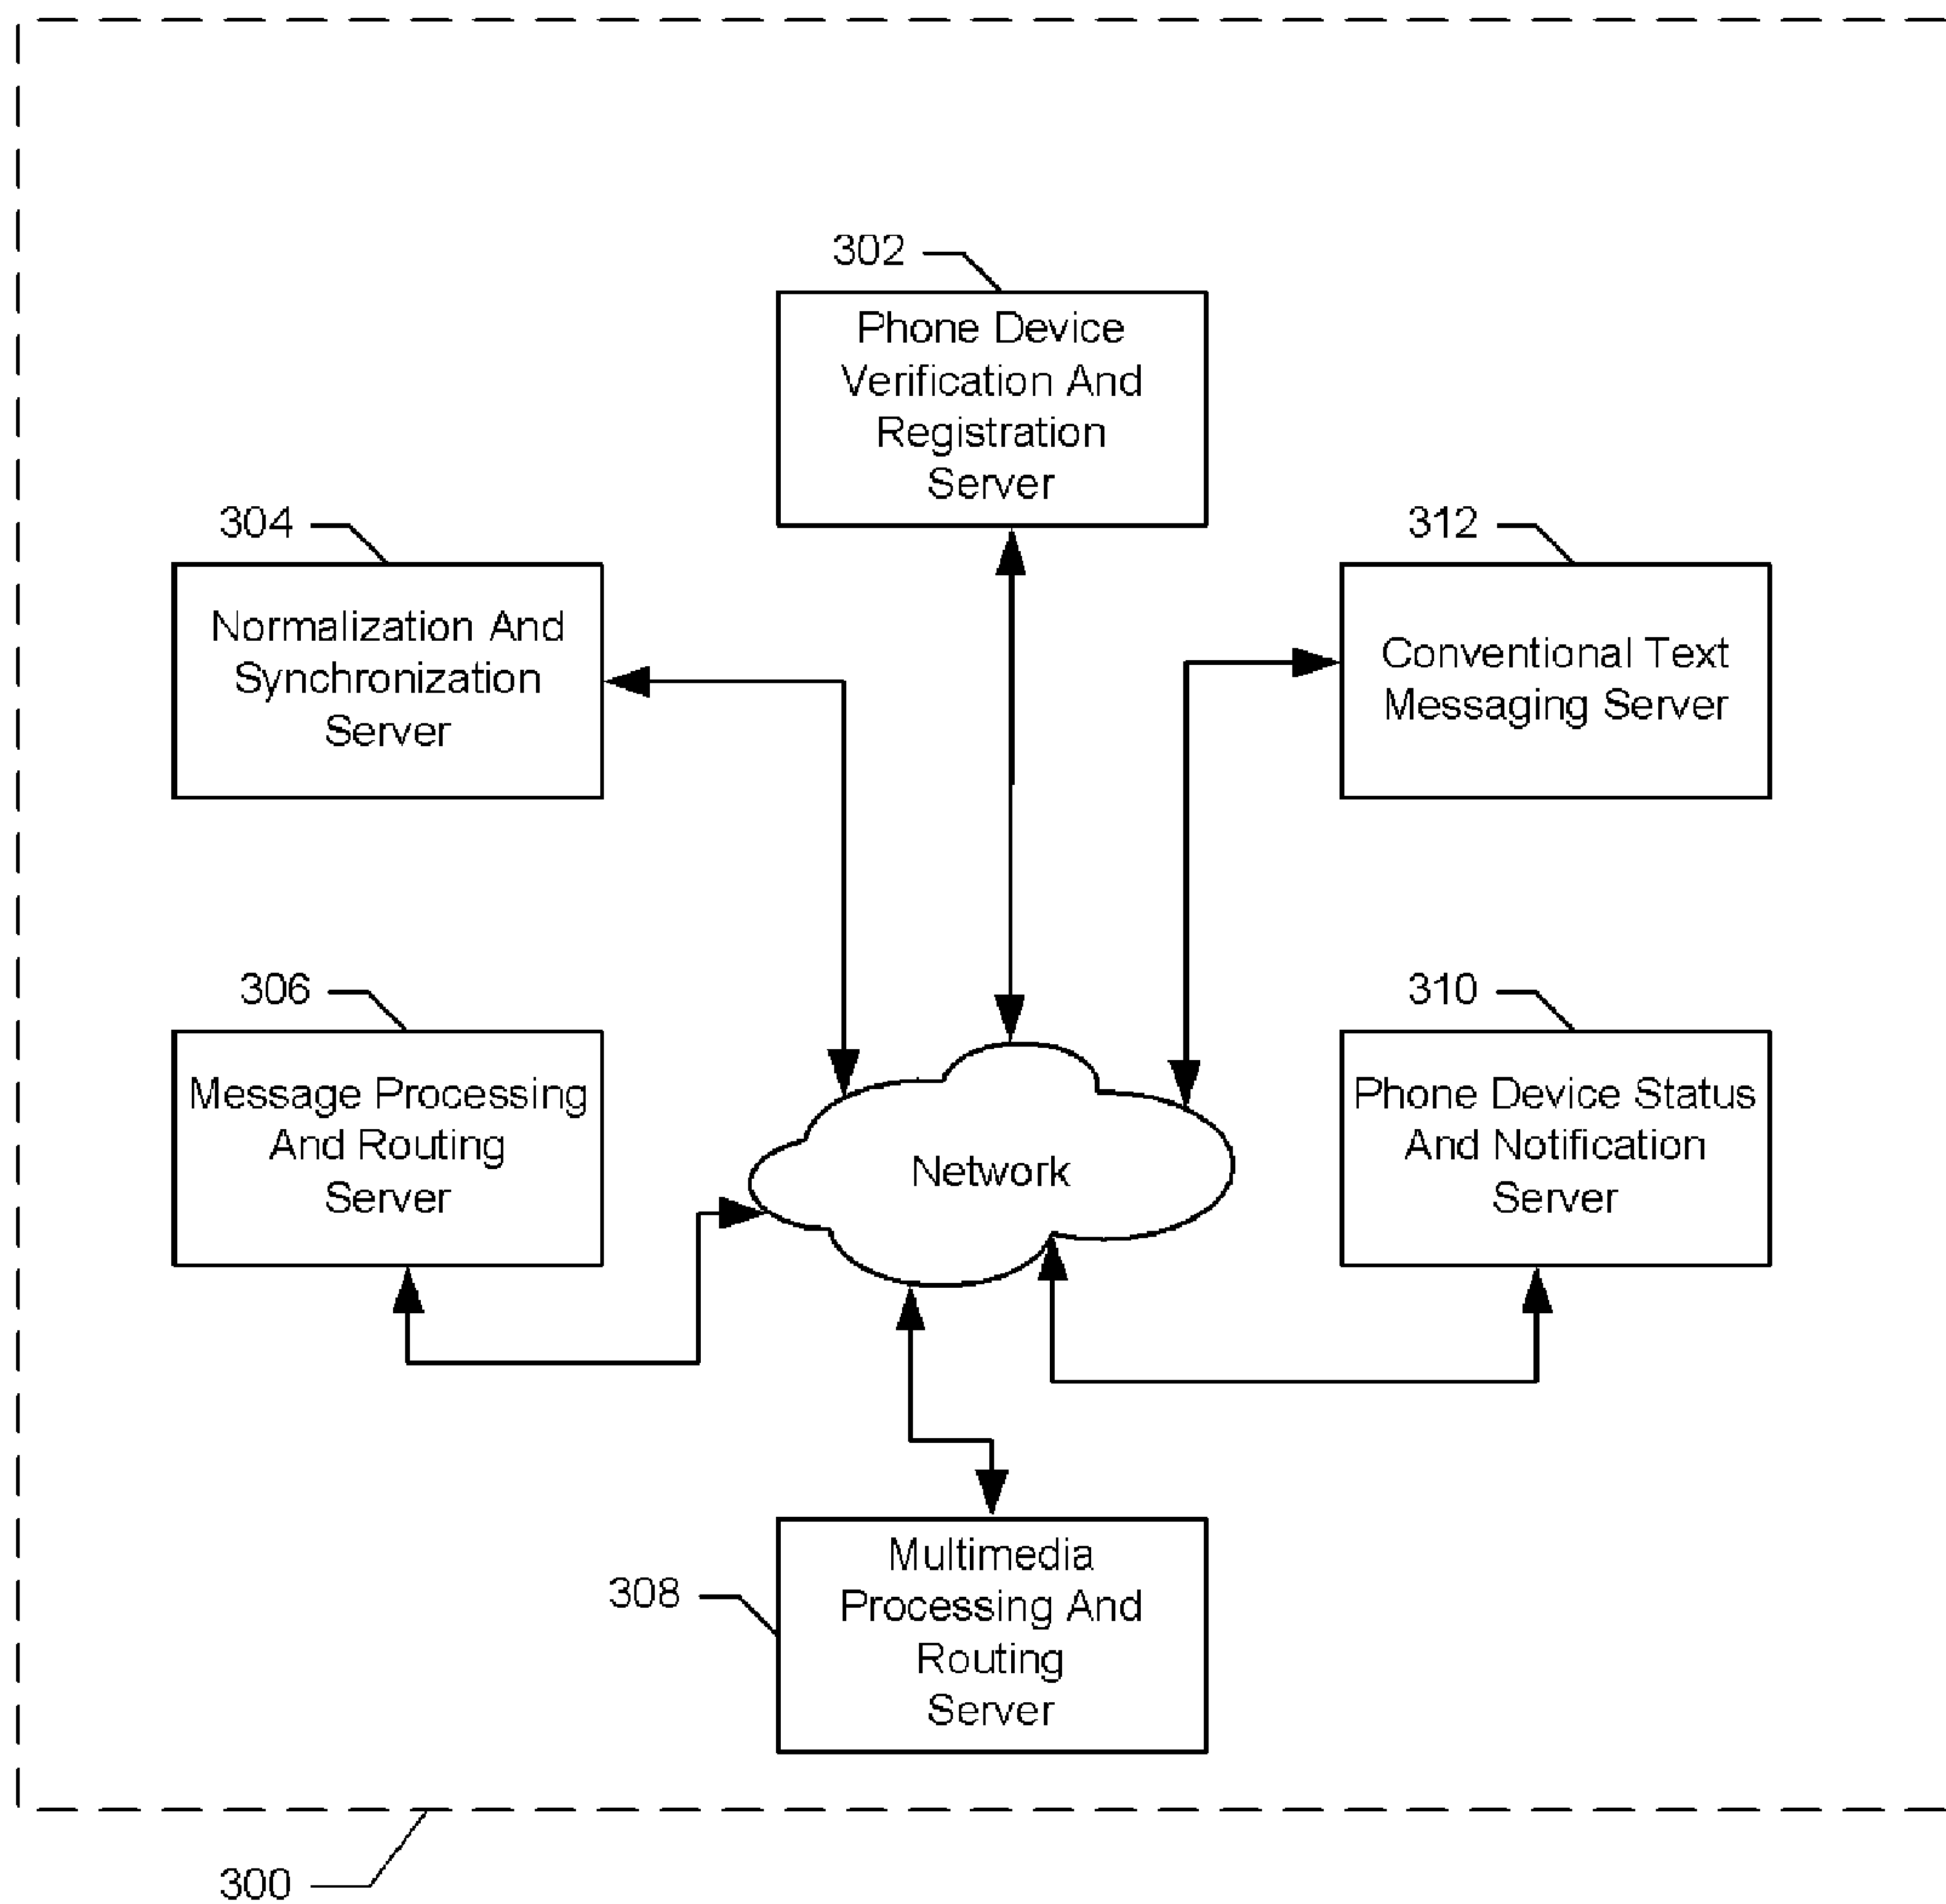 302
Phone Device
Verification And
Registration
Server
304
Normalization And
Synchronization
Server
312
Conventional Text
Messaging Server
306
Message Processing
And Routing
Server
310
Phone Device Status
And Notification
Server
Network
308
Multimedia
Processing And
Routing
Server
300